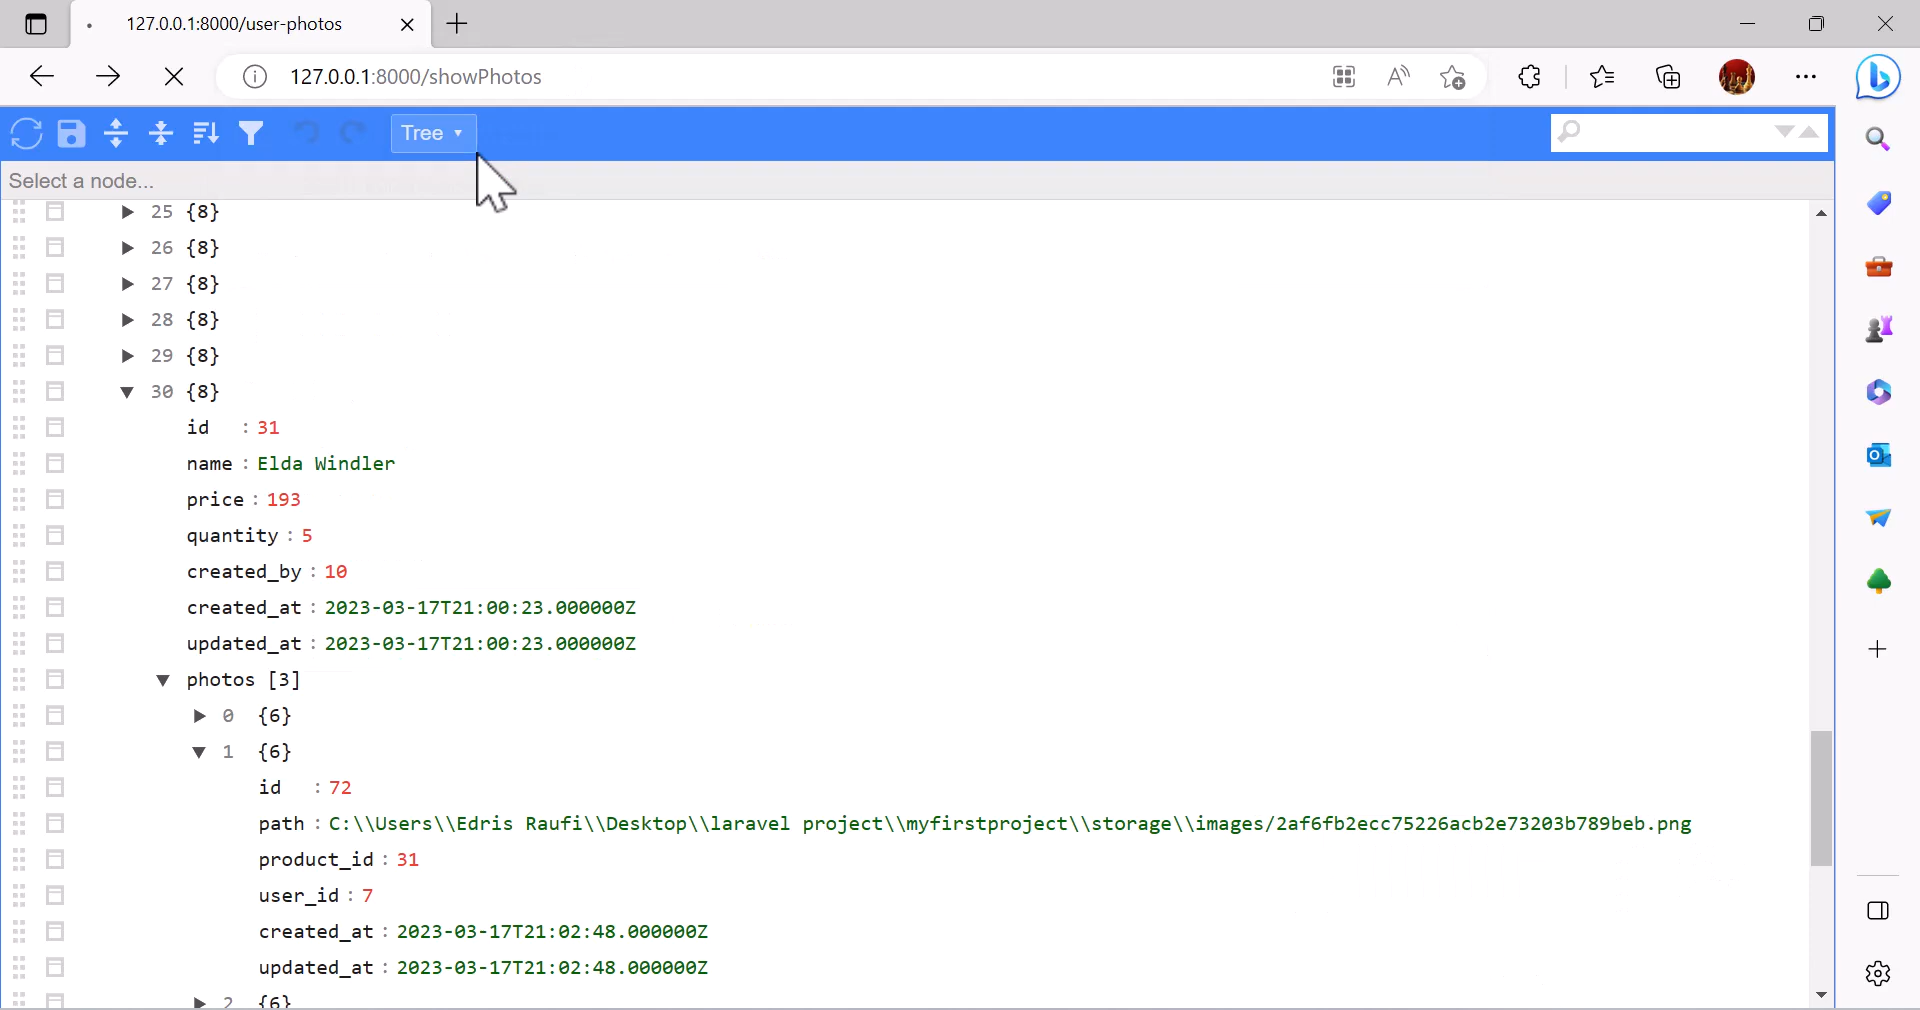 127.0.0.1:8000/user-photos
127.0.0.1:8000/showPhotos
Tree
Select a node...
25 {8}
26 {8}
27 {8}
28 {8}
29 {8}
30 {8}
id : 31
name : Elda Windler
price : 193
quantity : 5
created_by : 10
created_at : 2023-03-17T21:00:23.000000Z
updated_at : 2023-03-17T21:00:23.000000Z
photos [3]
0 {6}
1 {6}
id : 72
path : C:\\Users\\Edris Raufi\\Desktop\\laravel project\\myfirstproject\\storage\\images/2af6fb2ecc75226acb2e73203b789beb.png
product_id : 31
user_id : 7
created_at : 2023-03-17T21:02:48.000000Z
updated_at : 2023-03-17T21:02:48.000000Z
2 {6}